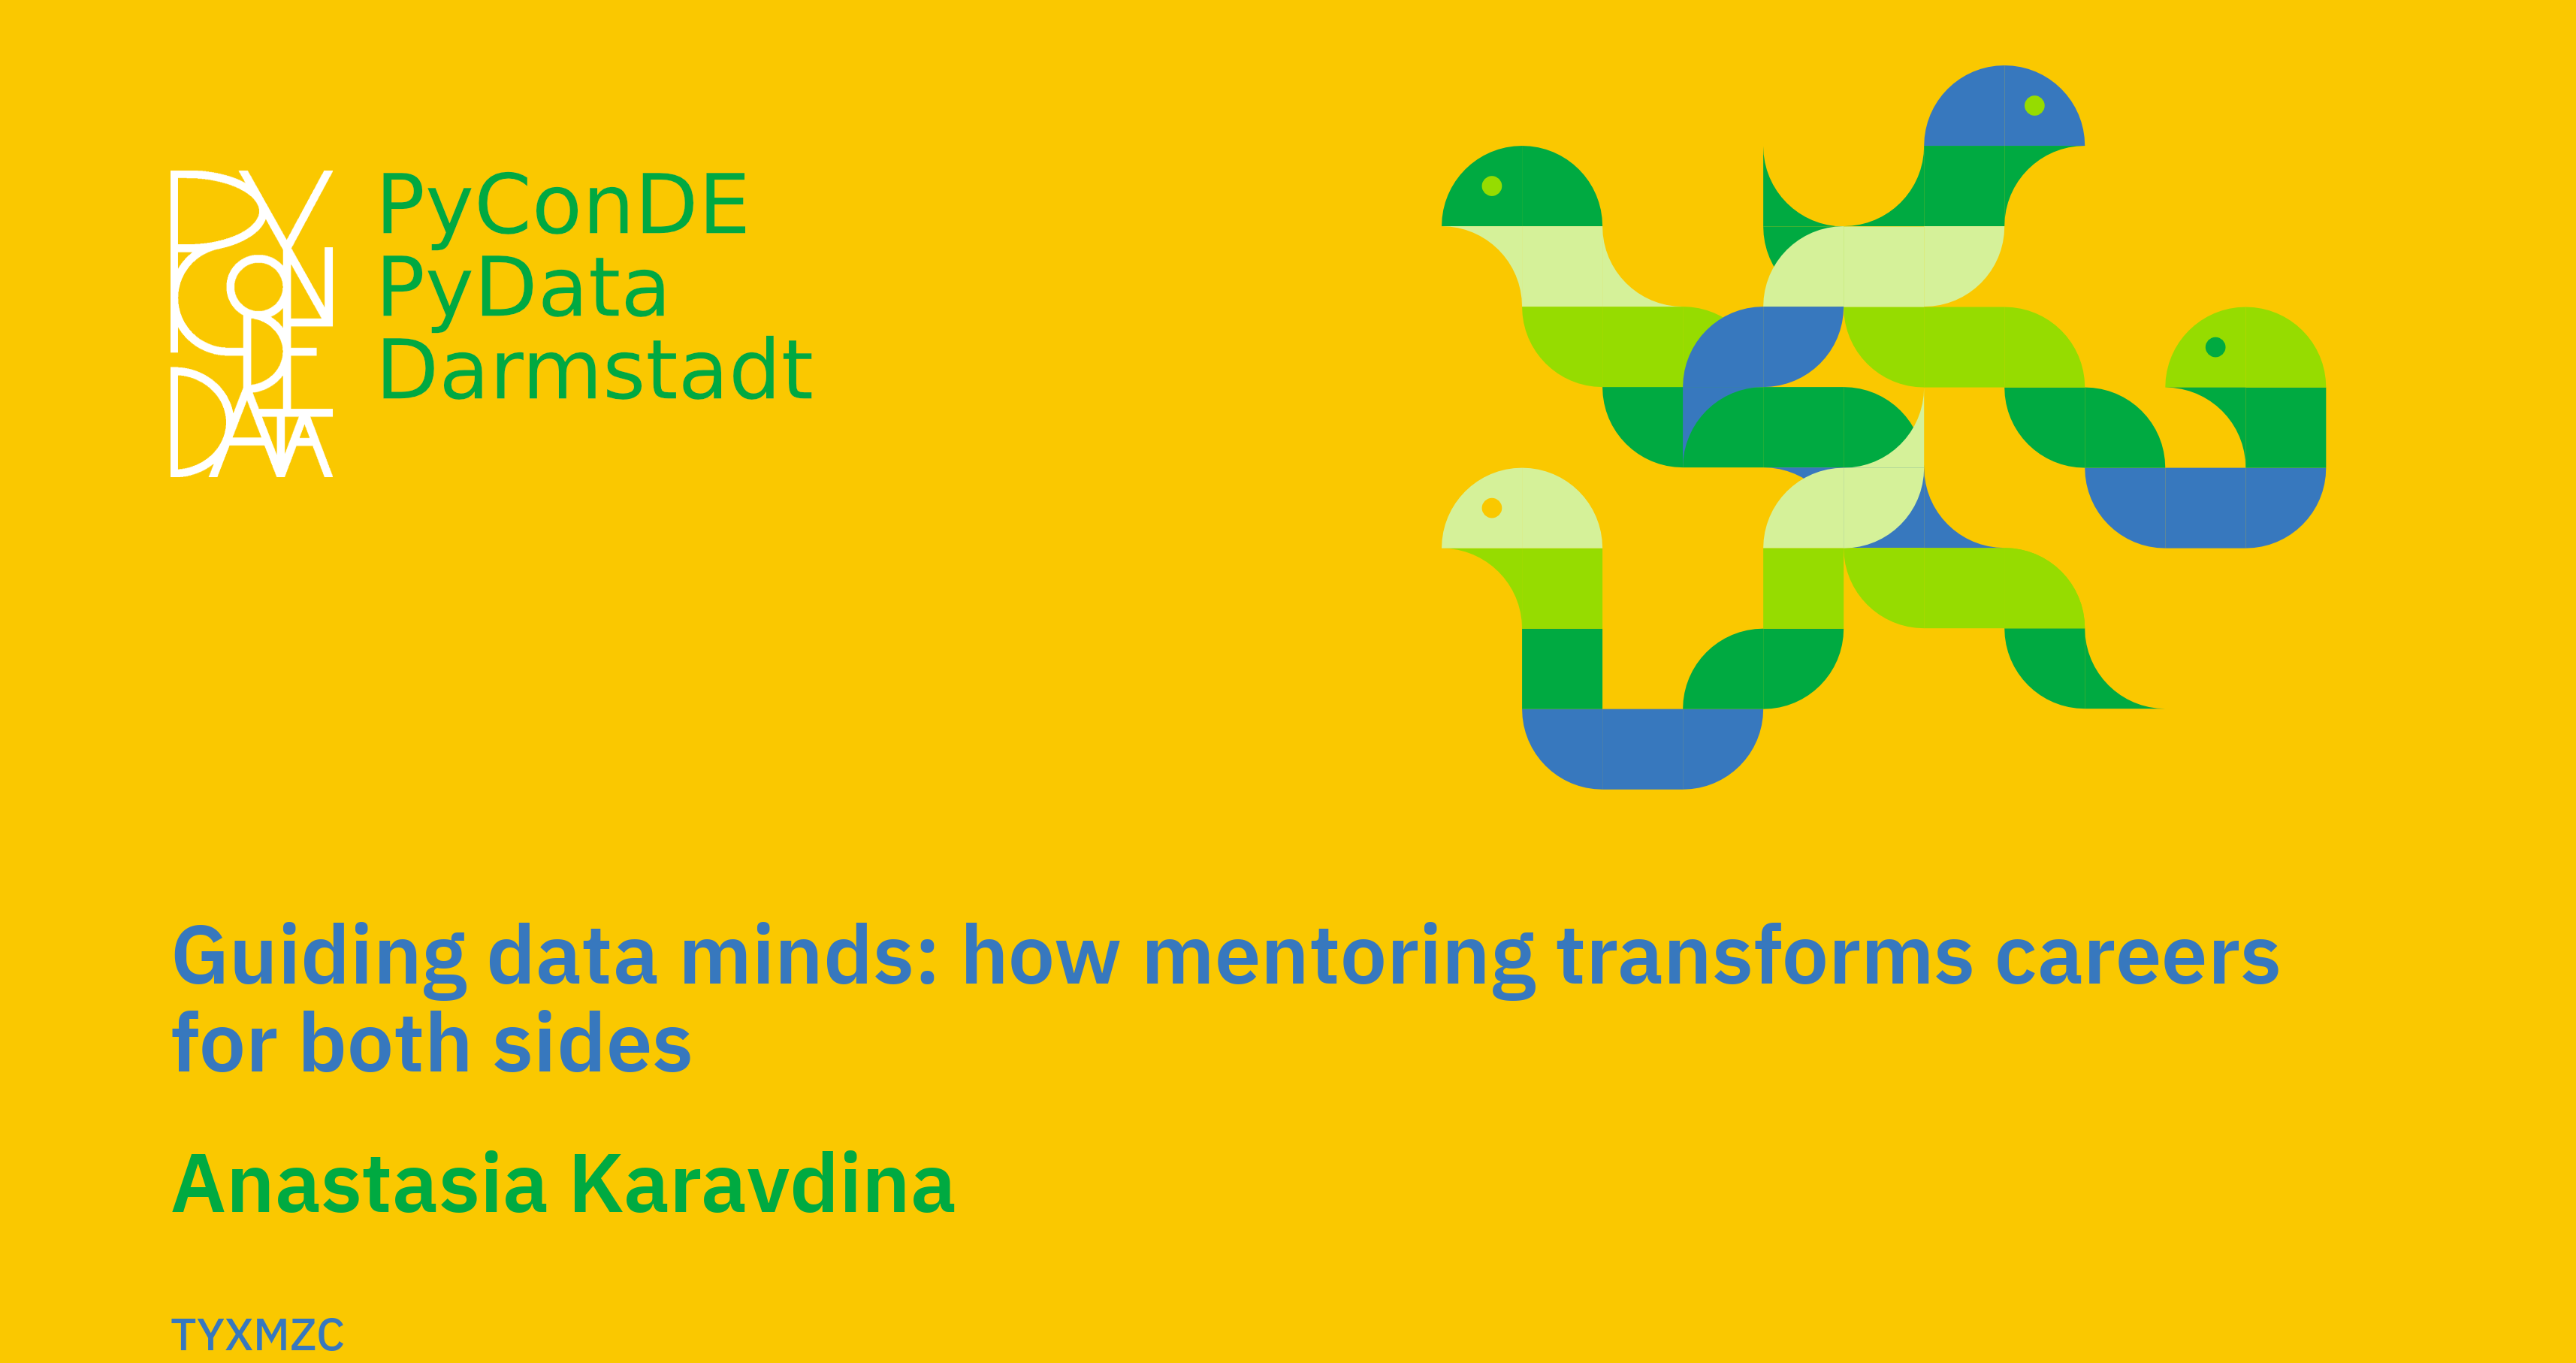 PY
CON
DE
DATA
PyConDE
PyData
Darmstadt
Guiding data minds: how mentoring transforms careers
for both sides
Anastasia Karavdina
TYXMZC